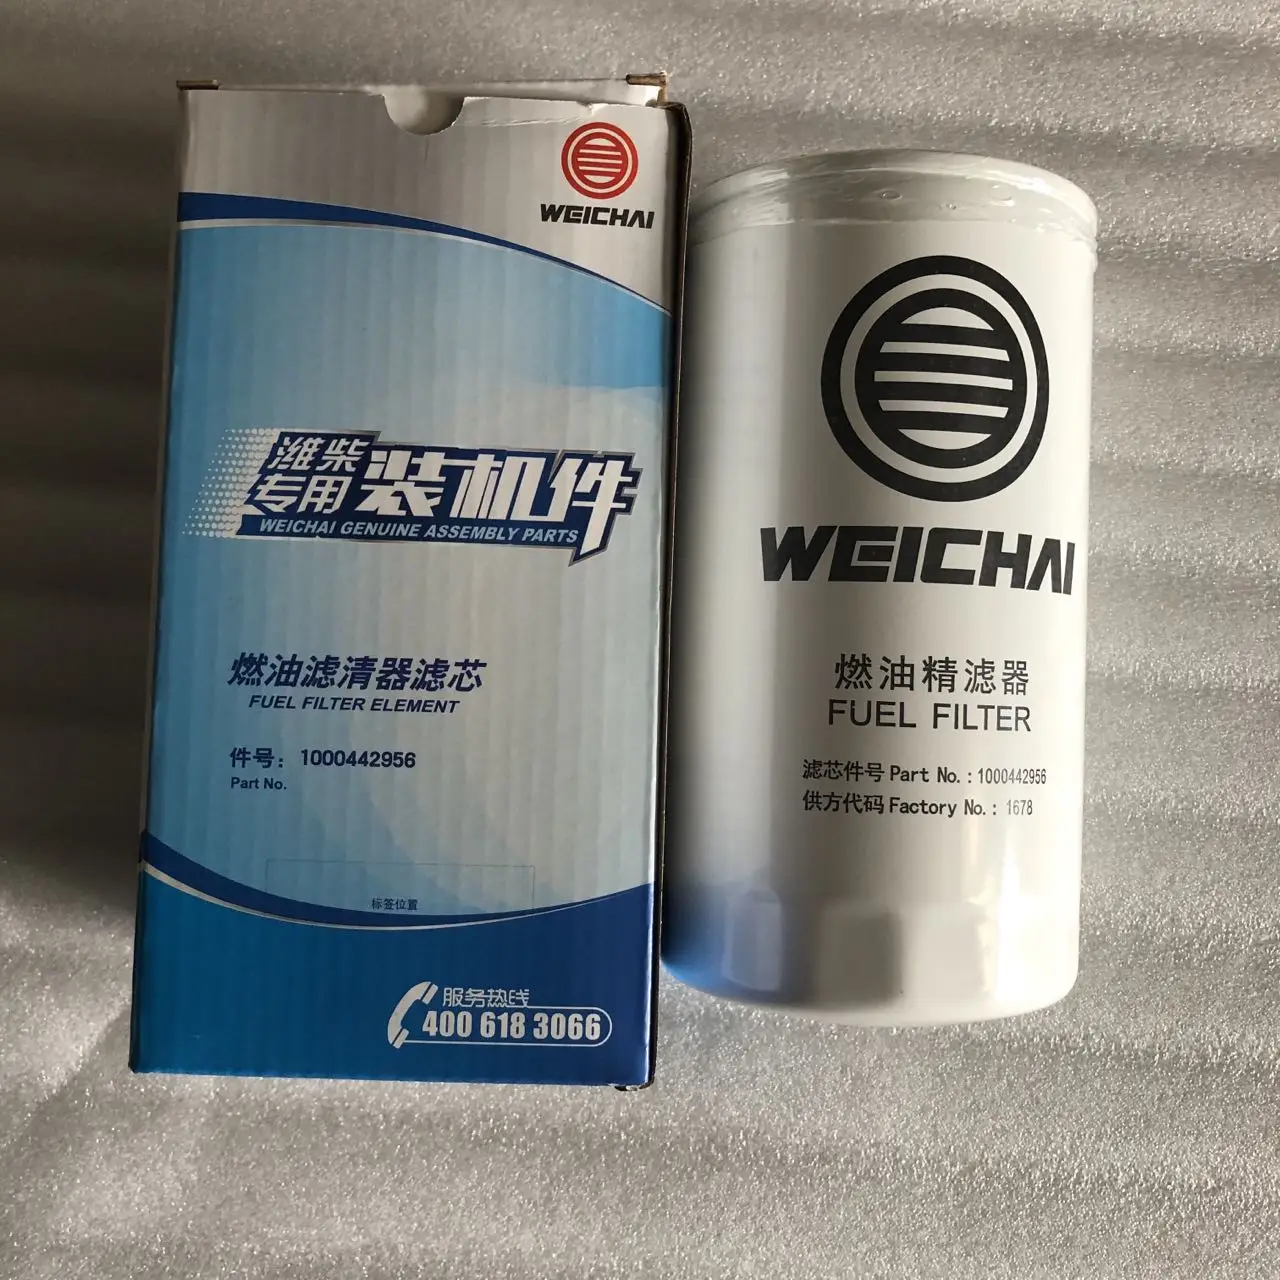 WEICHAI
潍柴
专用
装机件
WEICHAI GENUINE ASSEMBLY PARTS
燃油滤清器滤芯
FUEL FILTER ELEMENT
件号：1000442956
Part No.
标签位置
服务热线
400 618 3066
WEICHAI
燃油精滤器
FUEL FILTER
滤芯件号 Part No.：1000442956
供方代码 Factory No.：1678